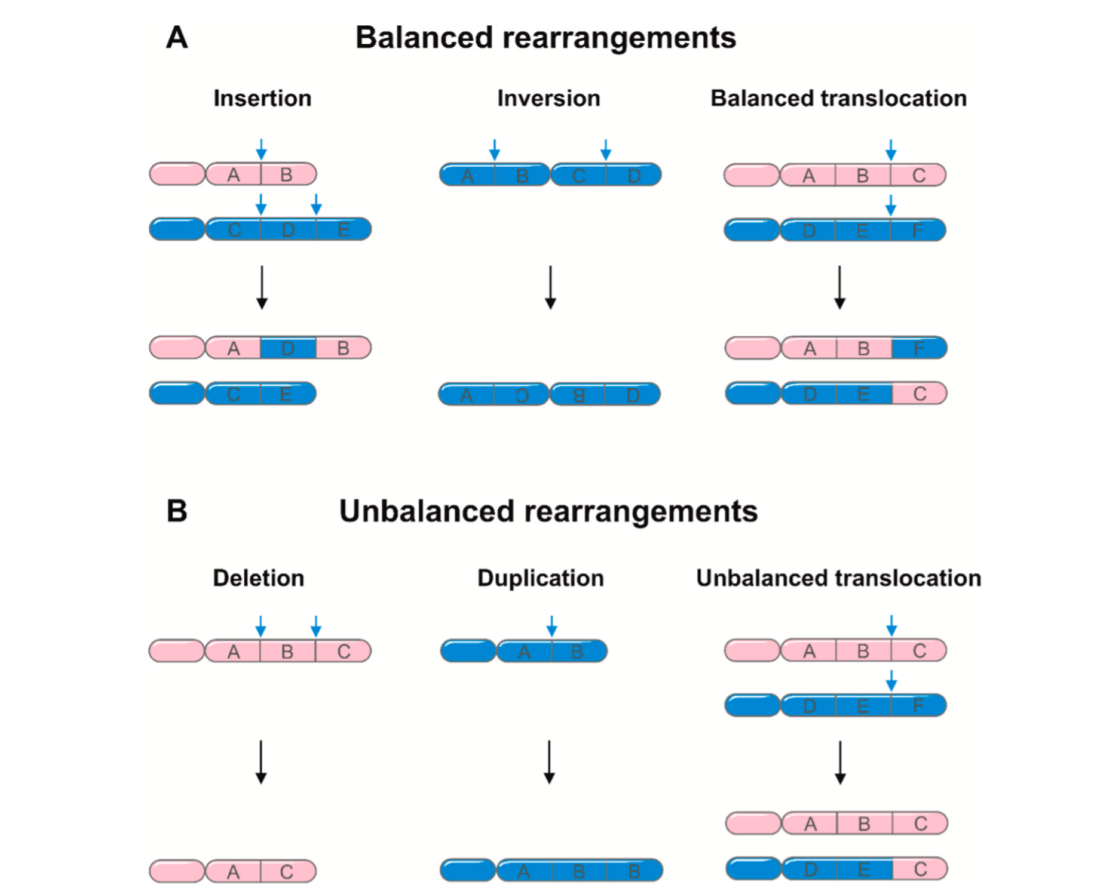 A Balanced rearrangements
Insertion Inversion Balanced translocation
A B A B C D A B C
C D E D E F
A D B A B F
C E A C B D D E C
B Unbalanced rearrangements
Deletion Duplication Unbalanced translocation
A B C A B A B C
D E F
A B C
A C A B B D E C